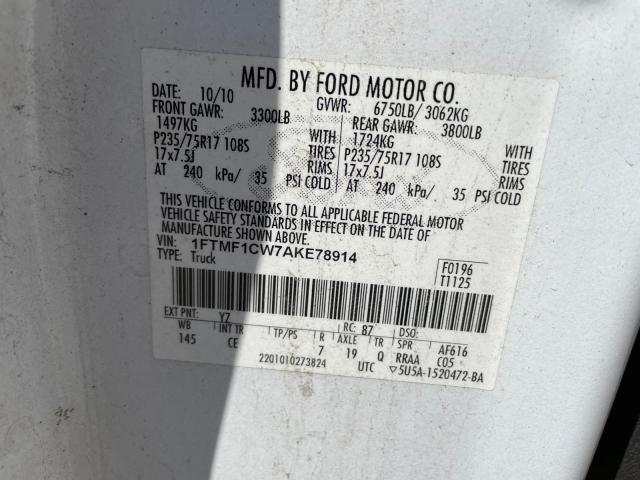 MFD. BY FORD MOTOR CO.
DATE: 10/10 GVWR: 6750LB/ 3062KG
FRONT GAWR: 3300LB REAR GAWR: 3800LB
1497KG WITH 1724KG WITH
P235/75R17 108S TIRES P235/75R17 108S TIRES
17x7.5J RIMS 17x7.5J RIMS
AT 240 kPa/ 35 PSI COLD AT 240 kPa/ 35 PSI COLD
THIS VEHICLE CONFORMS TO ALL APPLICABLE FEDERAL MOTOR
VEHICLE SAFETY STANDARDS IN EFFECT ON THE DATE OF
MANUFACTURE SHOWN ABOVE.
VIN: 1FTMF1CW7AKE78914
TYPE: Truck
F0196
T1125
EXT PNT: Y7 RC: 87 DSO:
WB INT TR TP/PS R AXLE TR SPR AF616
145 CE 7 19 Q RRAA C05
2201010273824 UTC ▽5U5A-1520472-BA